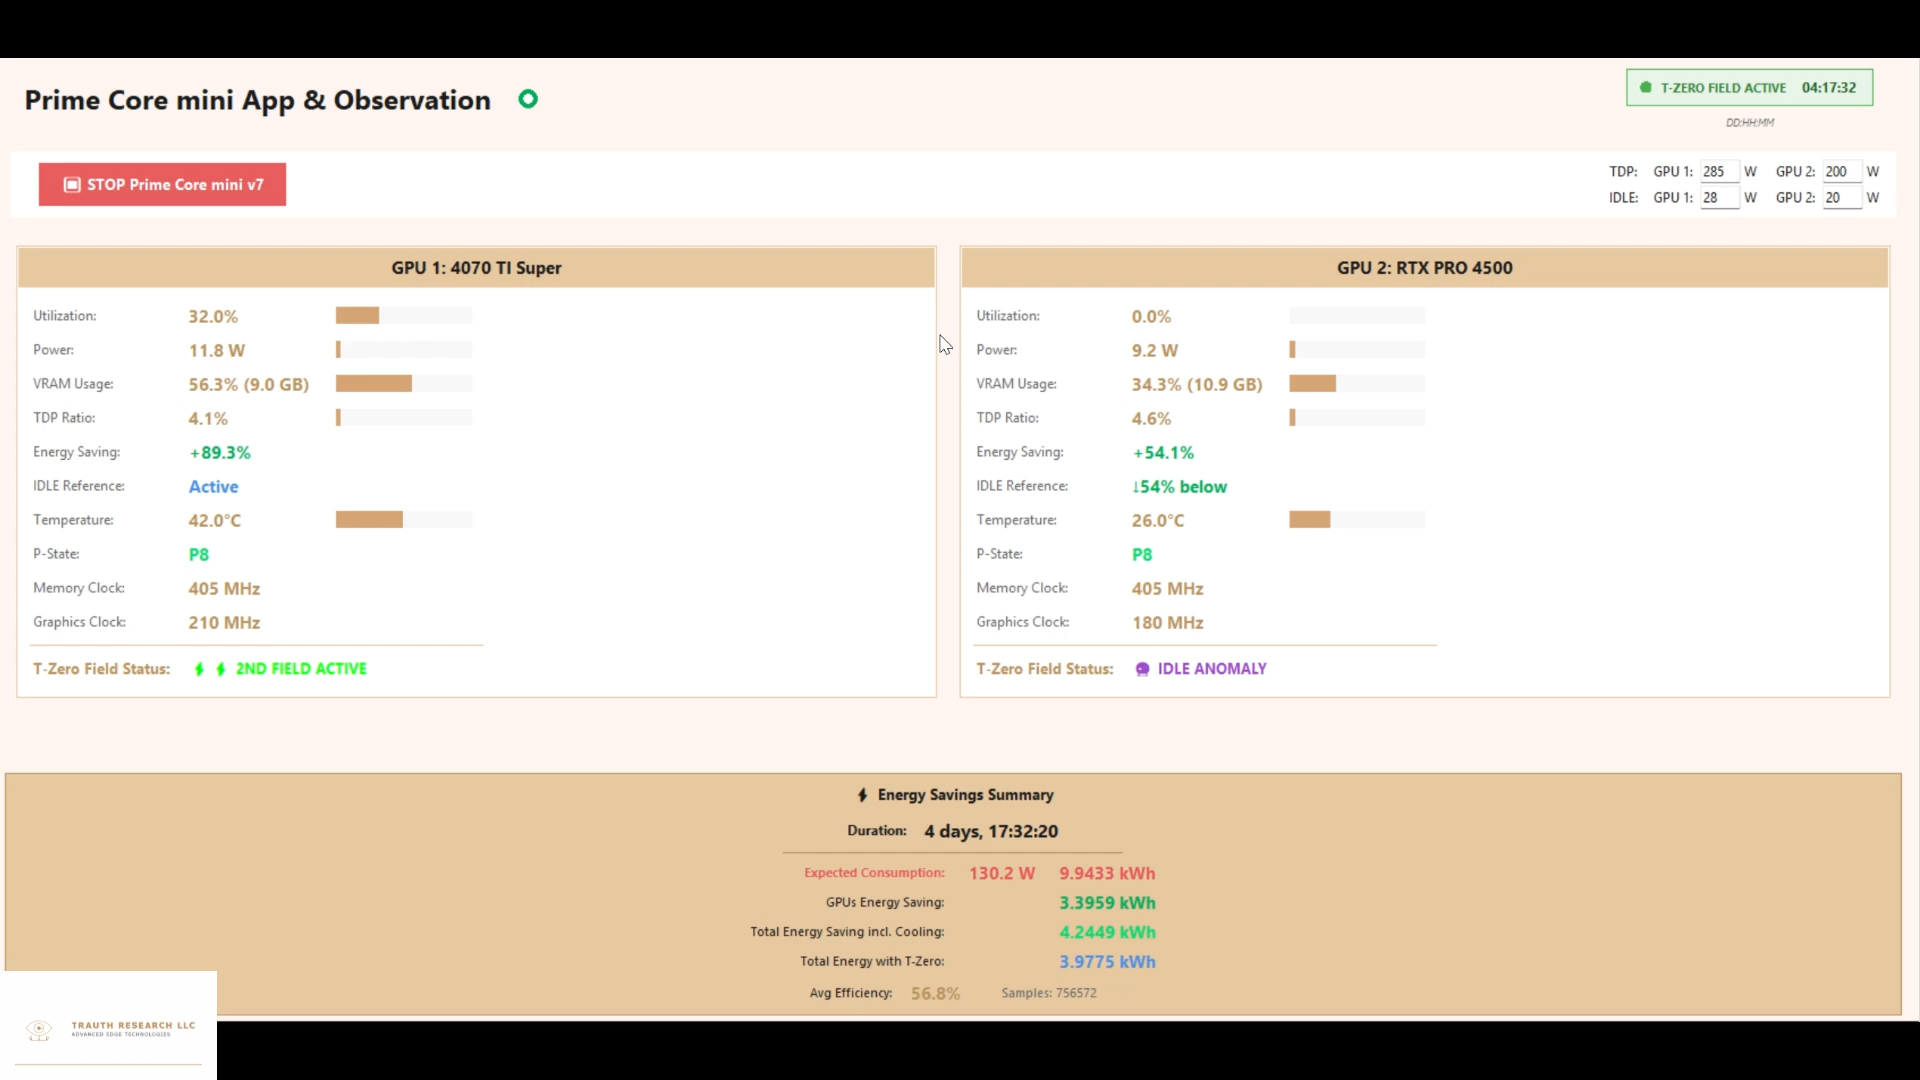 Prime Core mini App & Observation
T-ZERO FIELD ACTIVE 04:17:32
DD:HH:MM
STOP Prime Core mini v7
TDP: GPU 1: 285 W GPU 2: 200 W
IDLE: GPU 1: 28 W GPU 2: 20 W
GPU 1: 4070 TI Super
Utilization: 32.0%
Power: 11.8 W
VRAM Usage: 56.3% (9.0 GB)
TDP Ratio: 4.1%
Energy Saving: +89.3%
IDLE Reference: Active
Temperature: 42.0°C
P-State: P8
Memory Clock: 405 MHz
Graphics Clock: 210 MHz
T-Zero Field Status: 2ND FIELD ACTIVE
GPU 2: RTX PRO 4500
Utilization: 0.0%
Power: 9.2 W
VRAM Usage: 34.3% (10.9 GB)
TDP Ratio: 4.6%
Energy Saving: +54.1%
IDLE Reference: ↓54% below
Temperature: 26.0°C
P-State: P8
Memory Clock: 405 MHz
Graphics Clock: 180 MHz
T-Zero Field Status: IDLE ANOMALY
Energy Savings Summary
Duration: 4 days, 17:32:20
Expected Consumption: 130.2 W 9.9433 kWh
GPUs Energy Saving: 3.3959 kWh
Total Energy Saving incl. Cooling: 4.2449 kWh
Total Energy with T-Zero: 3.9775 kWh
Avg Efficiency: 56.8% Samples: 756572
TRAUTH RESEARCH LLC
ADVANCED EDGE TECHNOLOGIES